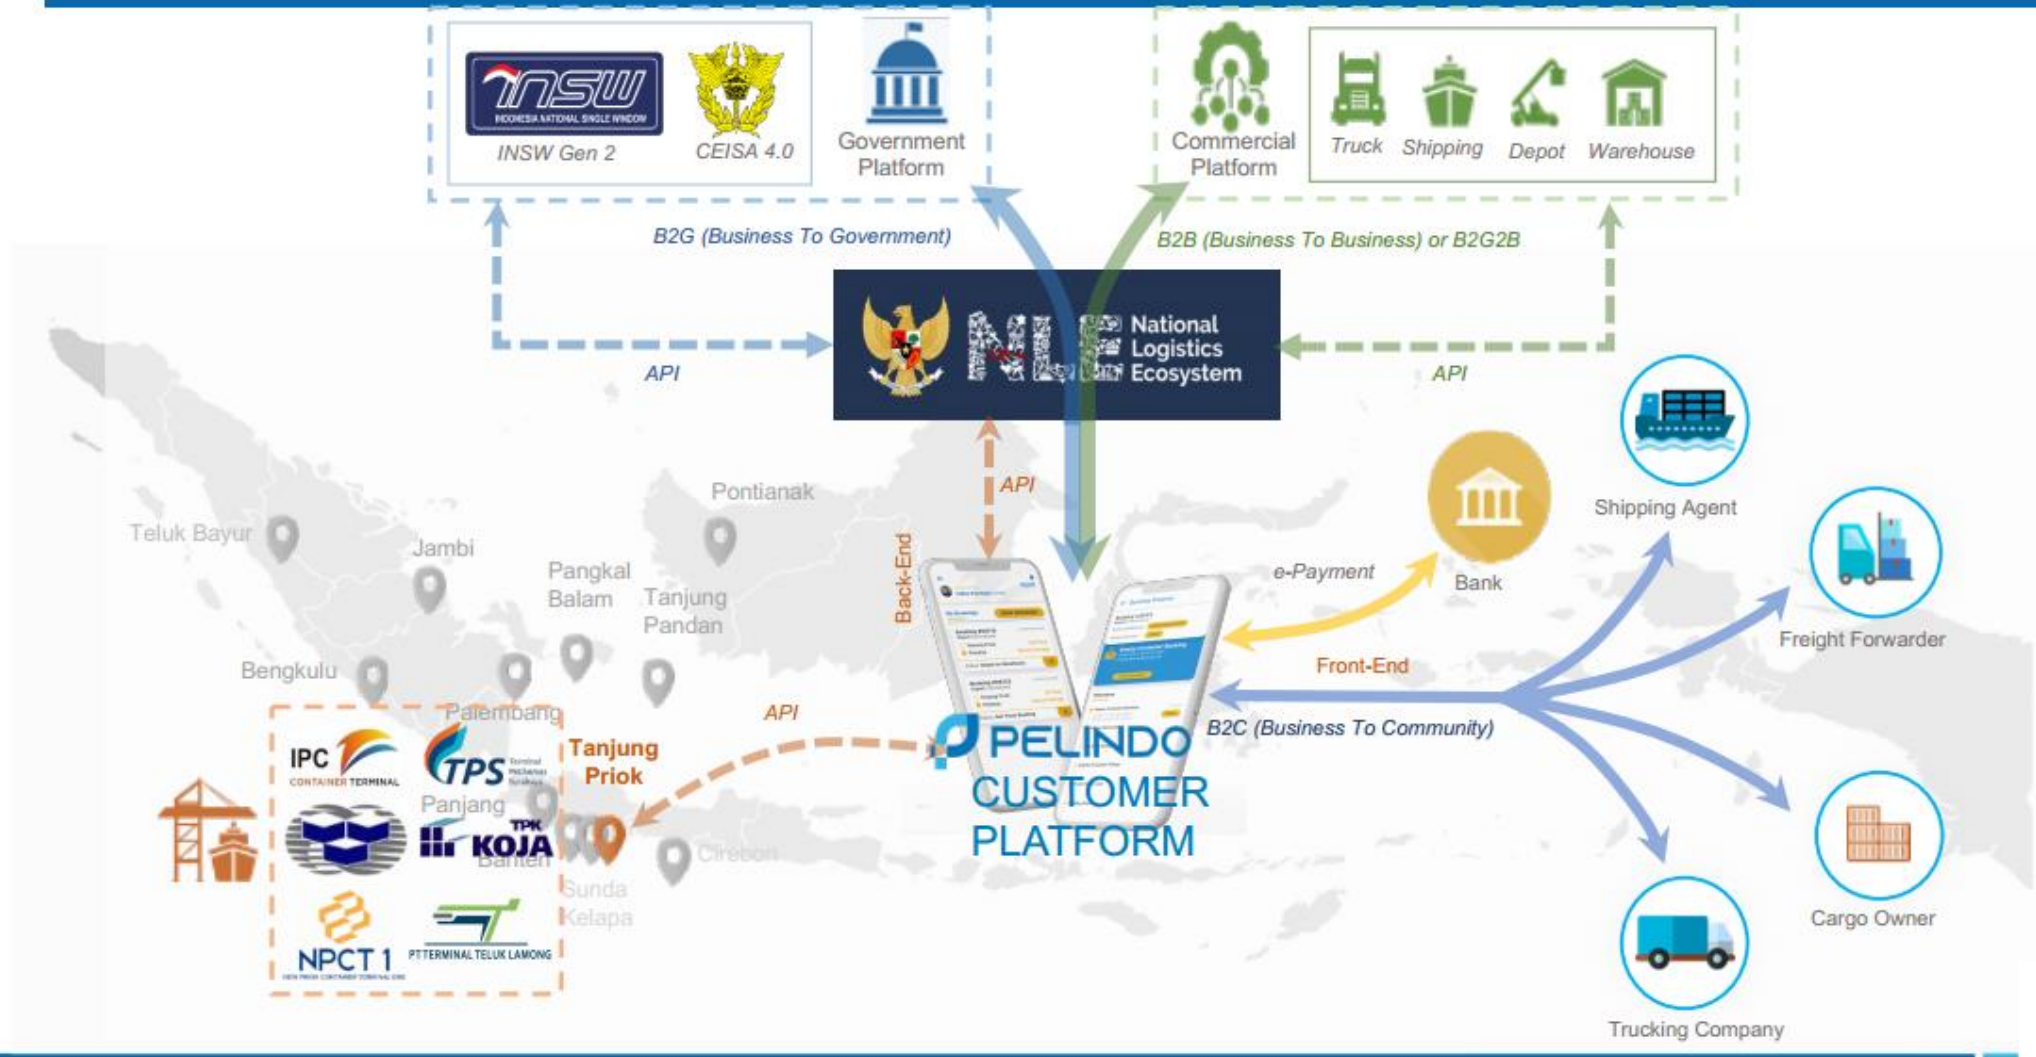 INSW
INDONESIA NATIONAL SINGLE WINDOW
INSW Gen 2
CEISA 4.0
Government
Platform
Commercial
Platform
Truck
Shipping
Depot
Warehouse
B2G (Business To Government)
B2B (Business To Business) or B2G2B
NLE
National
Logistics
Ecosystem
API
API
API
Back-End
Shipping Agent
Freight Forwarder
e-Payment
Bank
Front-End
B2C (Business To Community)
Cargo Owner
Trucking Company
Pontianak
Teluk Bayur
Jambi
Pangkal
Balam
Tanjung
Pandan
Bengkulu
Palembang
API
Tanjung
Priok
IPC
CONTAINER TERMINAL
TPS
Panjang
TPK
KOJA
Banten
Cirebon
Sunda
Kelapa
NPCT 1
PT TERMINAL TELUK LAMONG
PELINDO
CUSTOMER
PLATFORM